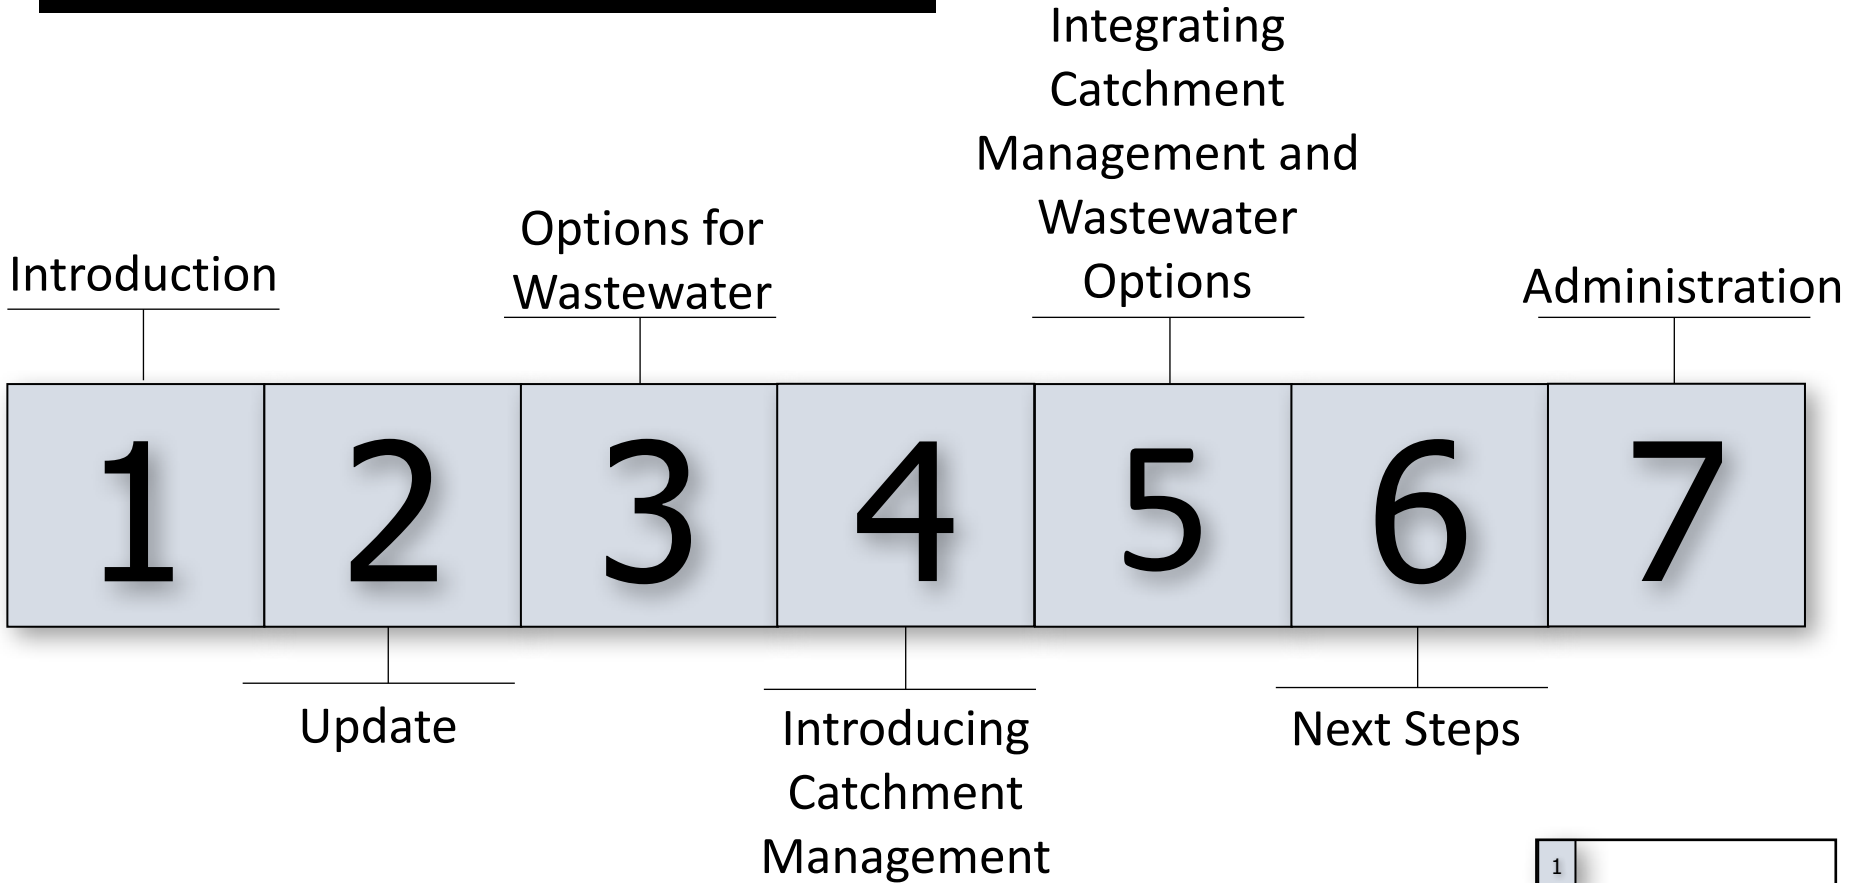 Integrating
Catchment
Management and
Wastewater
Options
Options for
Wastewater
Introduction
Administration
1 2 3 4 5 6 7
Update
Introducing
Catchment
Management
Next Steps
1